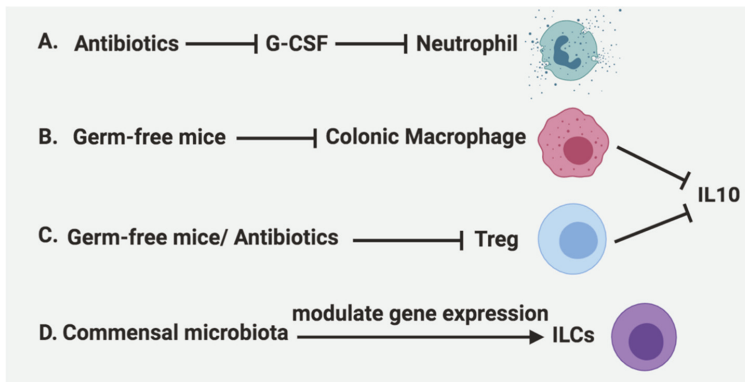 A. Antibiotics G-CSF Neutrophil
B. Germ-free mice Colonic Macrophage
IL10
C. Germ-free mice/ Antibiotics Treg
modulate gene expression
D. Commensal microbiota ILCs